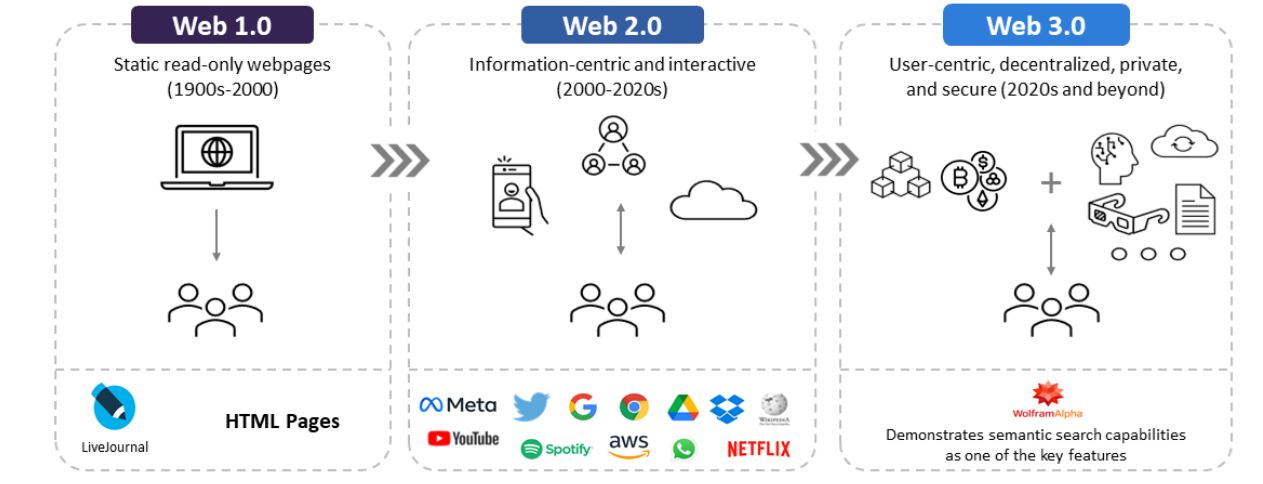 Web 1.0
Static read-only webpages
(1900s-2000)
LiveJournal
HTML Pages
Web 2.0
Information-centric and interactive
(2000-2020s)
Meta
YouTube
Spotify
aws
WIKIPEDIA
NETFLIX
Web 3.0
User-centric, decentralized, private,
and secure (2020s and beyond)
WolframAlpha
Demonstrates semantic search capabilities
as one of the key features